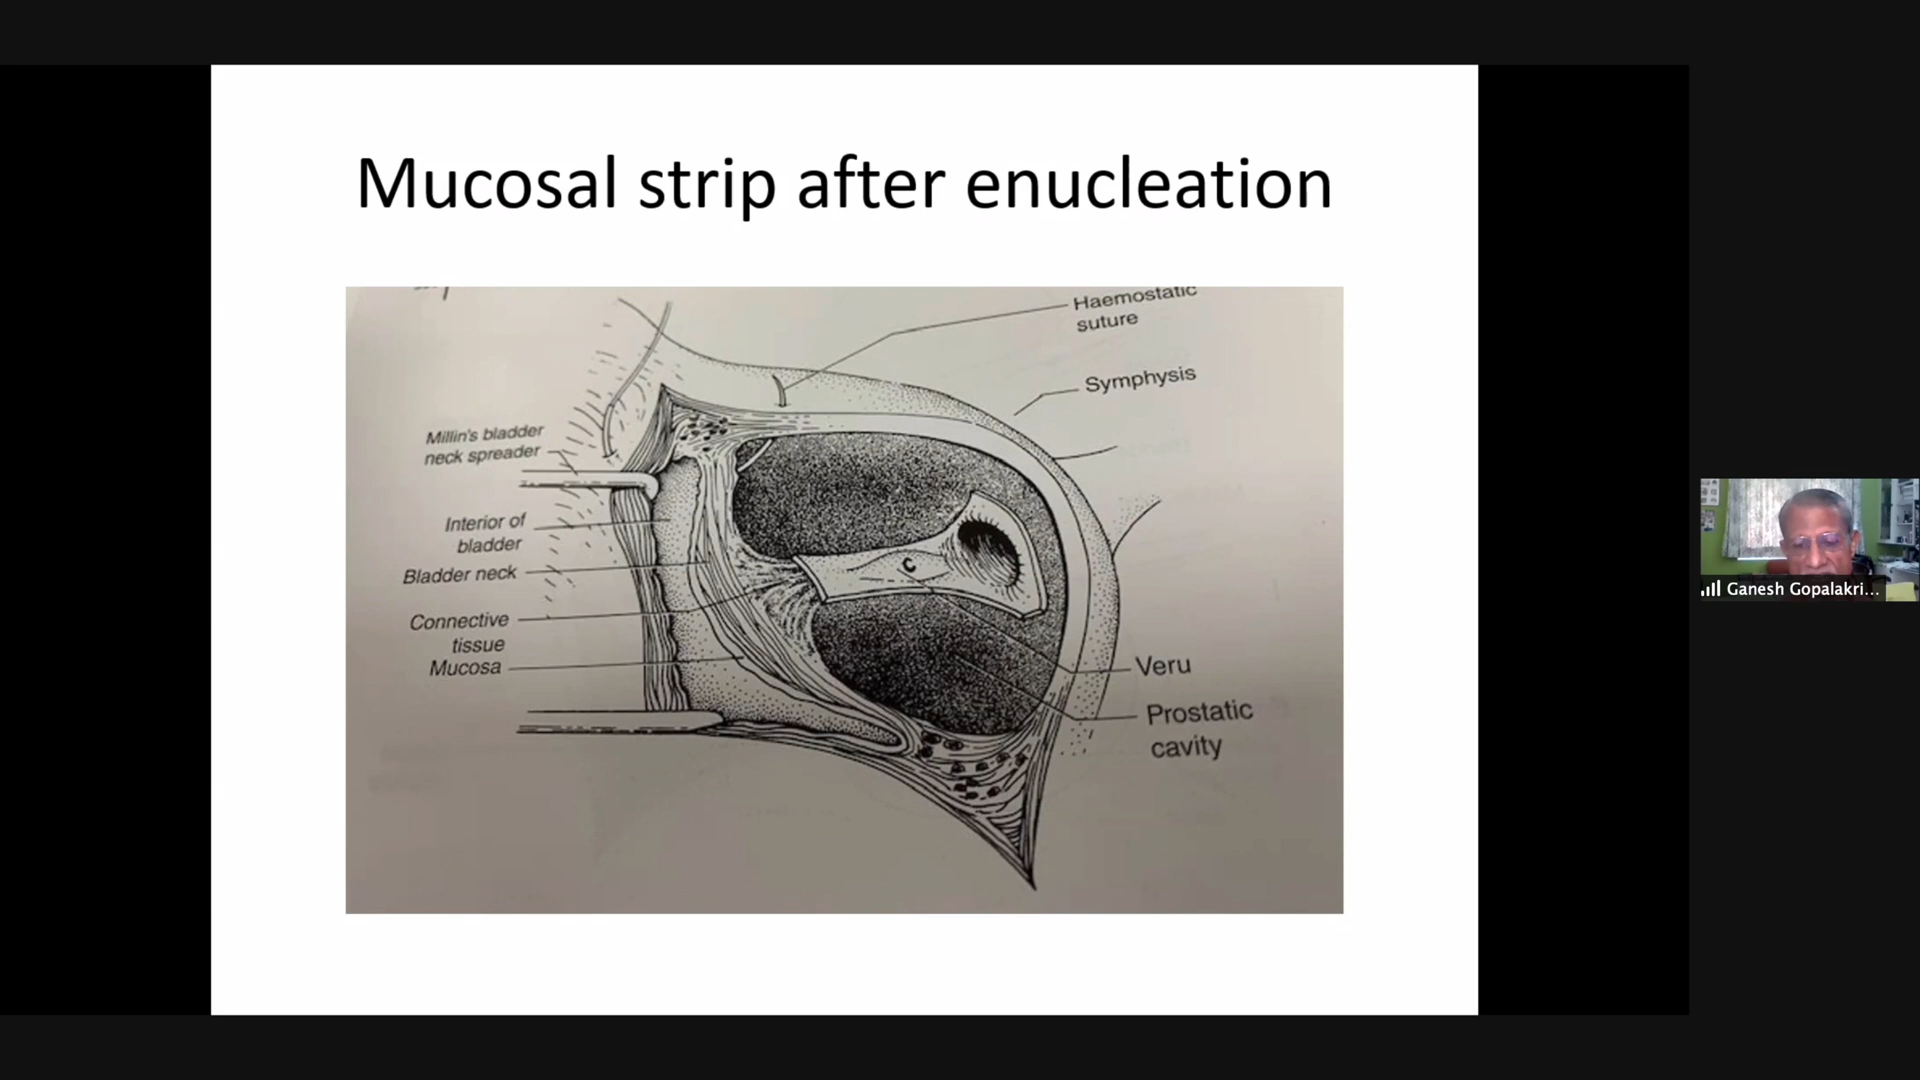 Mucosal strip after enucleation
Haemostatic
suture
Symphysis
Millin's bladder
neck spreader
Interior of
bladder
Bladder neck
Connective
tissue
Mucosa
Veru
Prostatic
cavity
Ganesh Gopalakri...